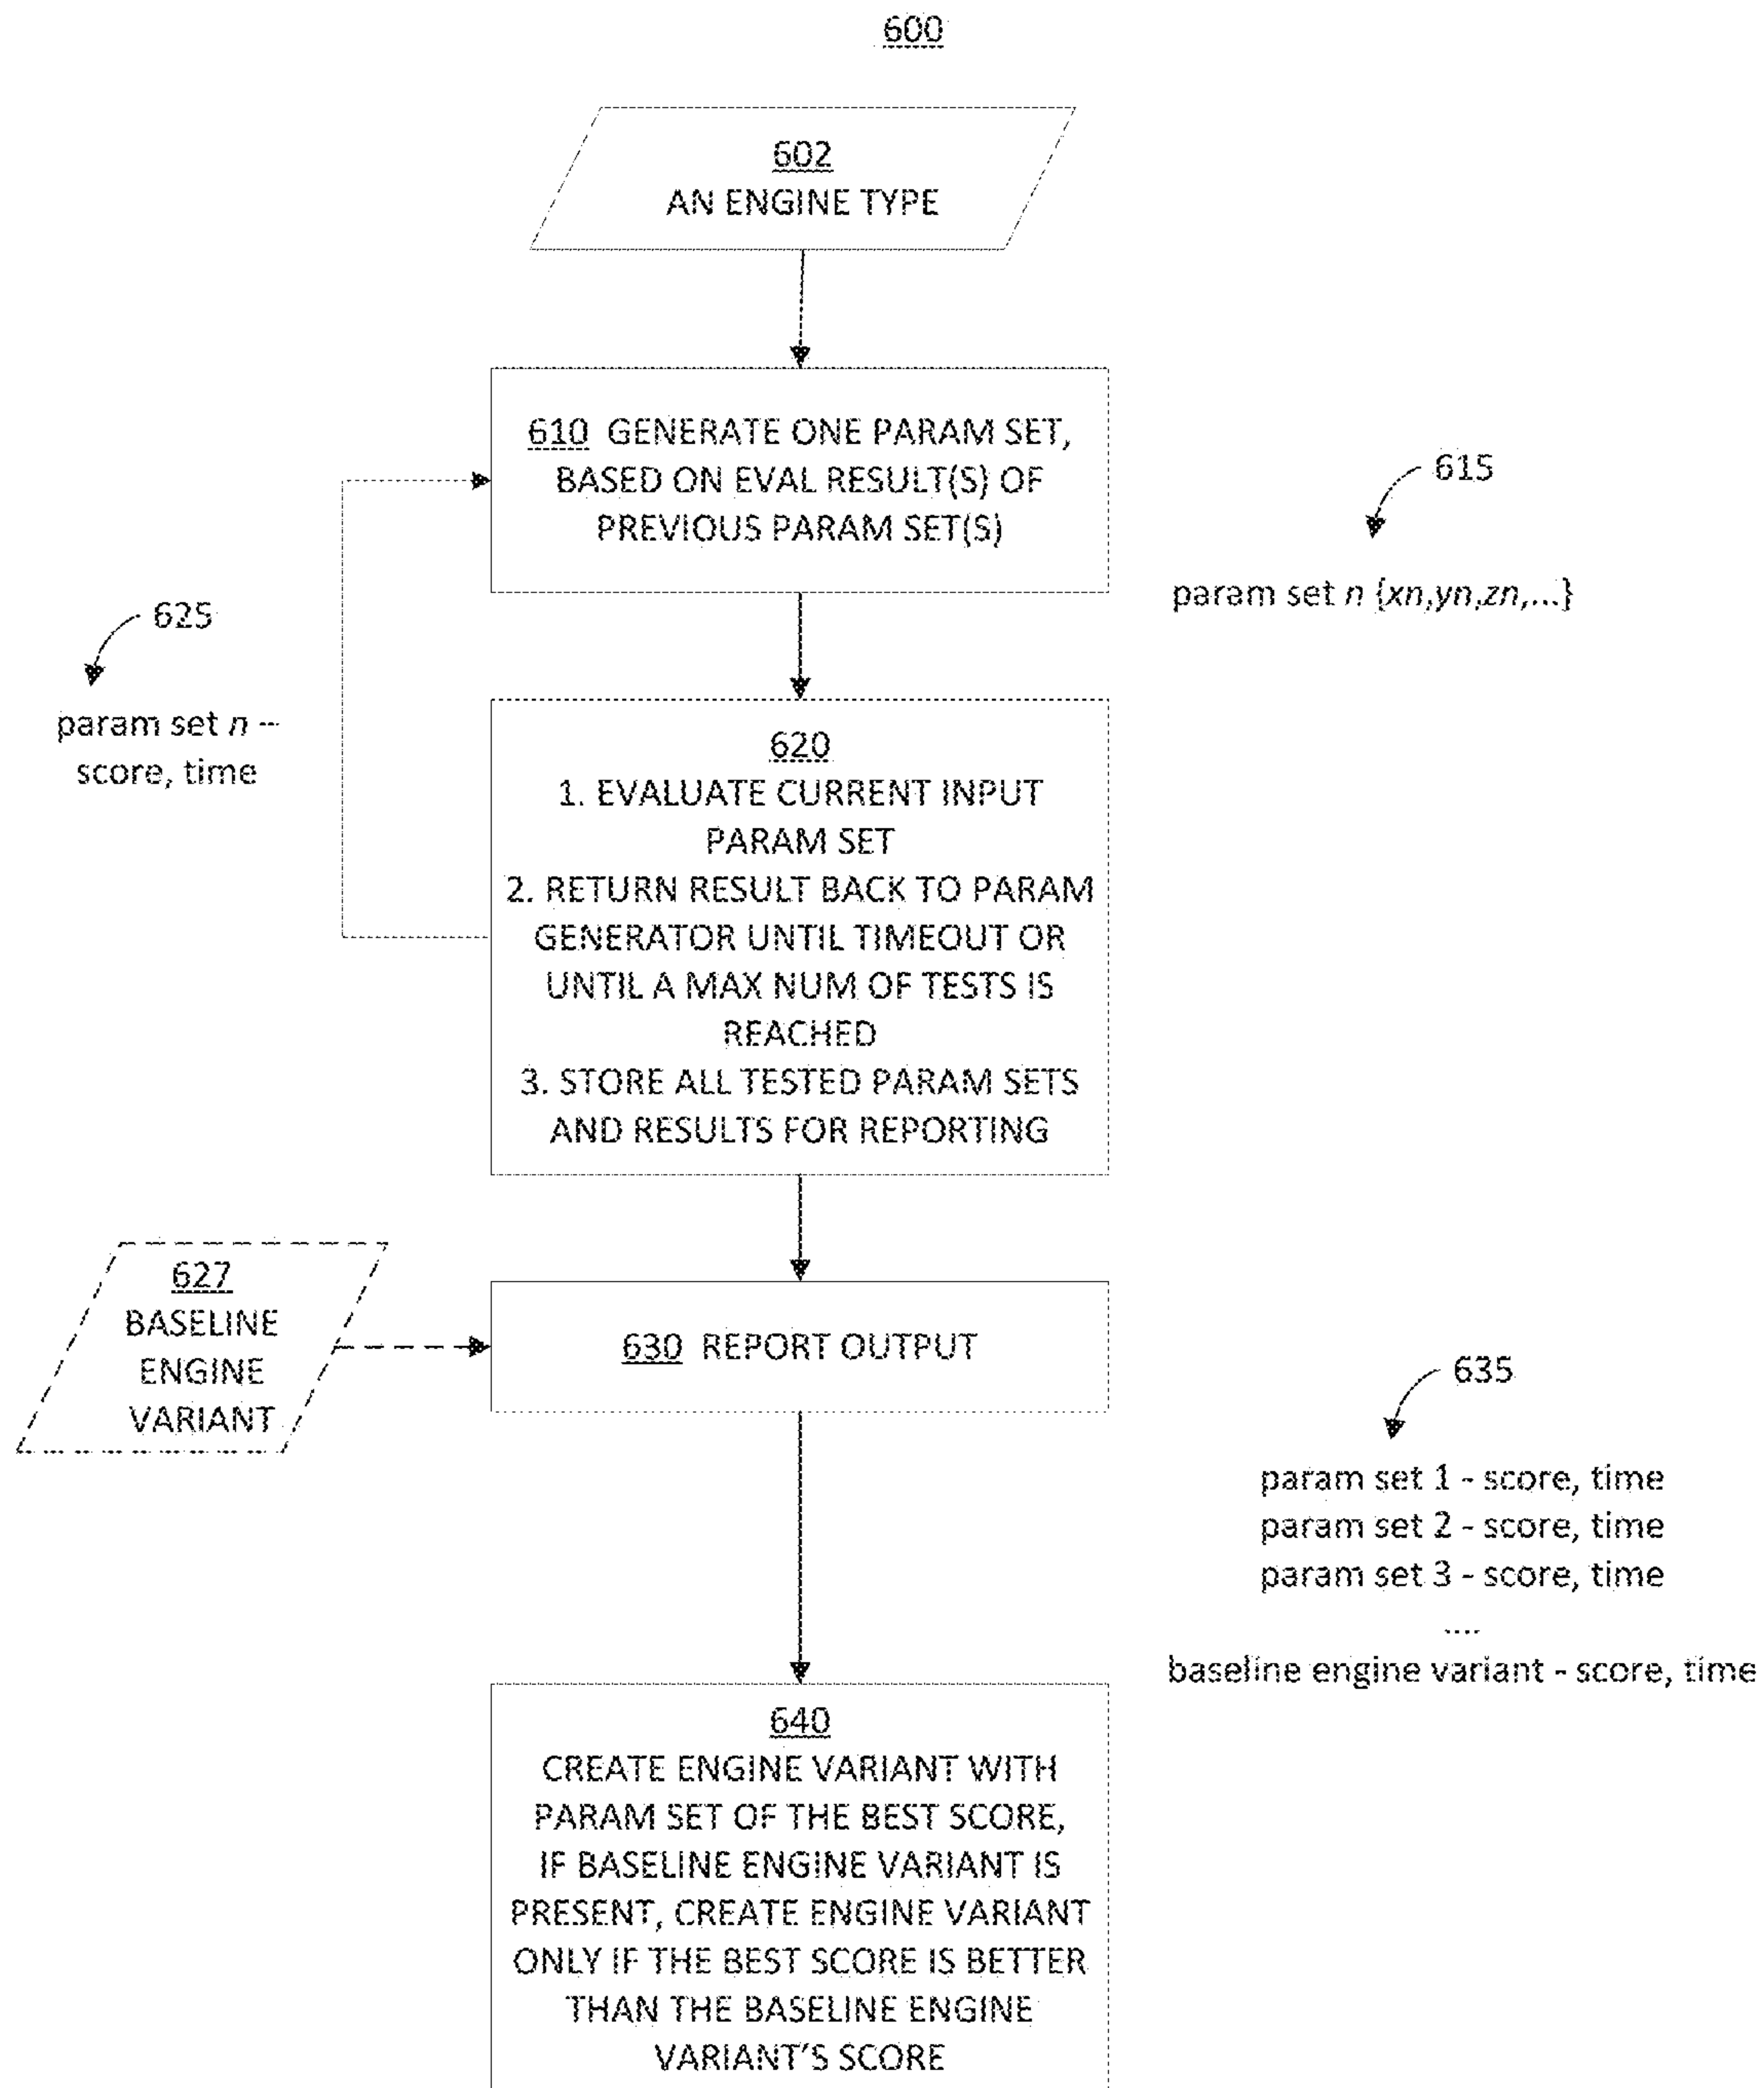 600
602
AN ENGINE TYPE
610 GENERATE ONE PARAM SET,
BASED ON EVAL RESULT(S) OF
PREVIOUS PARAM SET(S)
615
param set n {xn,yn,zn,...}
625
param set n --
score, time
620
1. EVALUATE CURRENT INPUT
PARAM SET
2. RETURN RESULT BACK TO PARAM
GENERATOR UNTIL TIMEOUT OR
UNTIL A MAX NUM OF TESTS IS
REACHED
3. STORE ALL TESTED PARAM SETS
AND RESULTS FOR REPORTING
627
BASELINE
ENGINE
VARIANT
630 REPORT OUTPUT
635
param set 1 - score, time
param set 2 - score, time
param set 3 - score, time
....
baseline engine variant - score, time
640
CREATE ENGINE VARIANT WITH
PARAM SET OF THE BEST SCORE,
IF BASELINE ENGINE VARIANT IS
PRESENT, CREATE ENGINE VARIANT
ONLY IF THE BEST SCORE IS BETTER
THAN THE BASELINE ENGINE
VARIANT'S SCORE